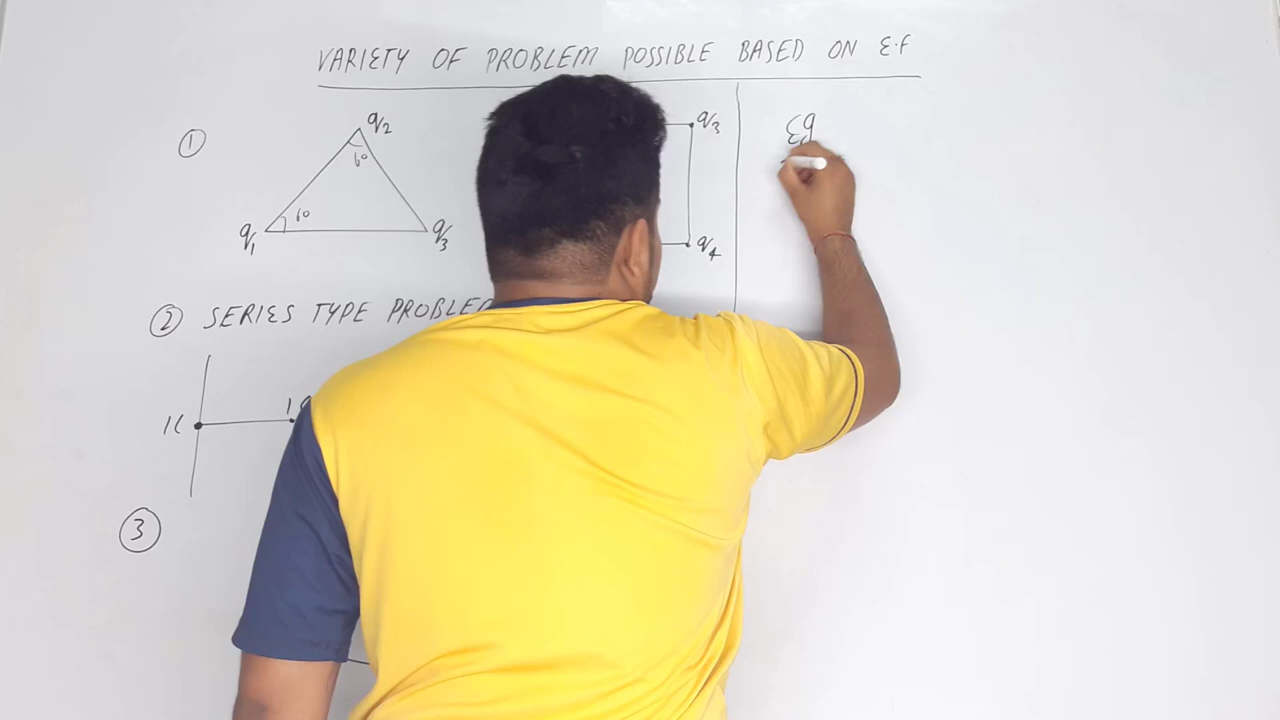 VARIETY OF PROBLEM POSSIBLE BASED ON E.F
①
q2
60
60
q1
q3
q3
q4
② SERIES TYPE PROBLE
1C
③